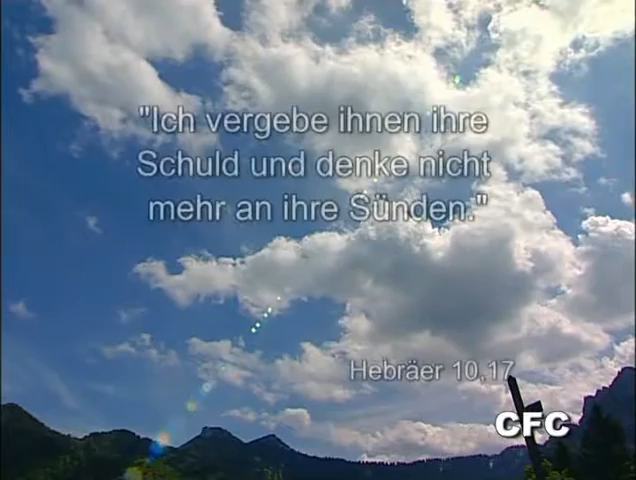 "Ich vergebe ihnen ihre
Schuld und denke nicht
mehr an ihre Sünden."
Hebräer 10,17
CFC